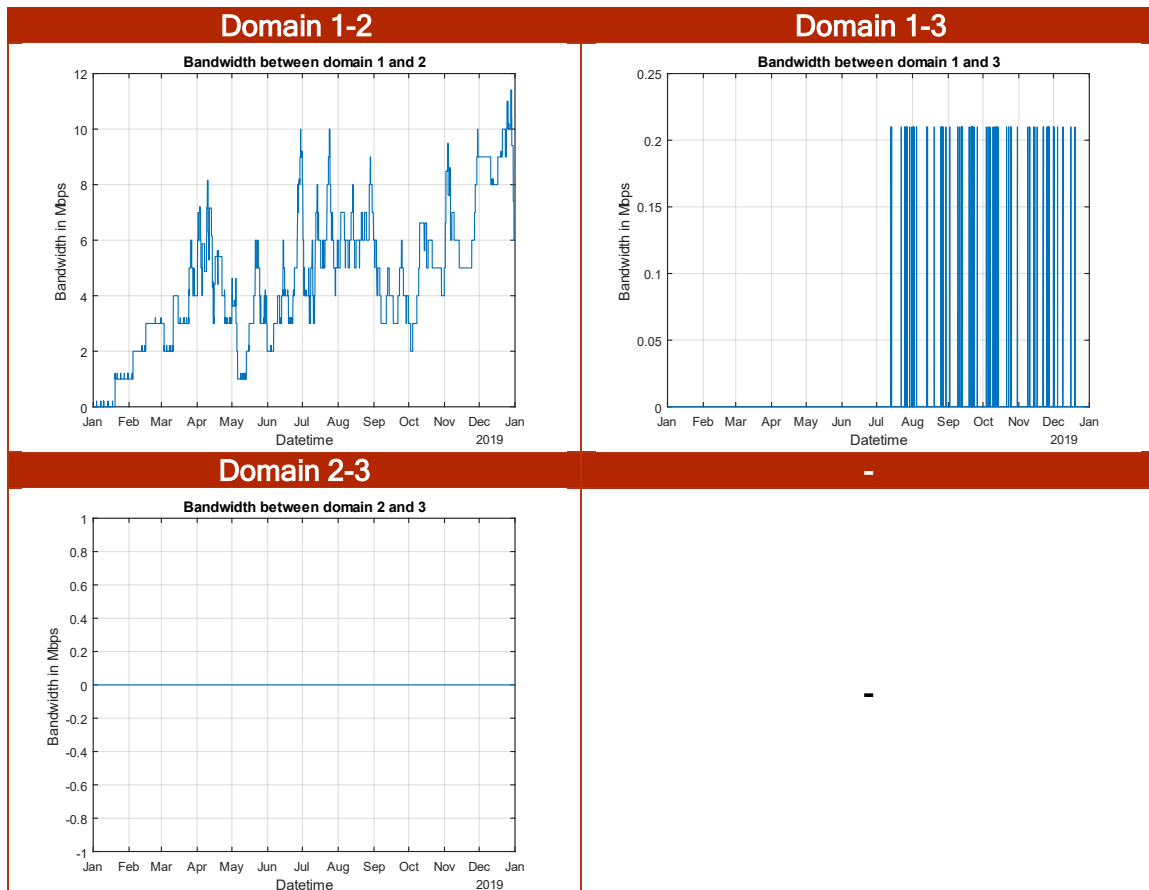 Domain 1-2
Domain 1-3
Bandwidth between domain 1 and 2
12
10
8
6
4
2
0
Bandwidth in Mbps
Jan Feb Mar Apr May Jun Jul Aug Sep Oct Nov Dec Jan
Datetime
2019
Bandwidth between domain 1 and 3
0.25
0.2
0.15
0.1
0.05
0
Bandwidth in Mbps
Jan Feb Mar Apr May Jun Jul Aug Sep Oct Nov Dec Jan
Datetime
2019
Domain 2-3
-
Bandwidth between domain 2 and 3
1
0.8
0.6
0.4
0.2
0
-0.2
-0.4
-0.6
-0.8
-1
Bandwidth in Mbps
Jan Feb Mar Apr May Jun Jul Aug Sep Oct Nov Dec Jan
Datetime
2019
-